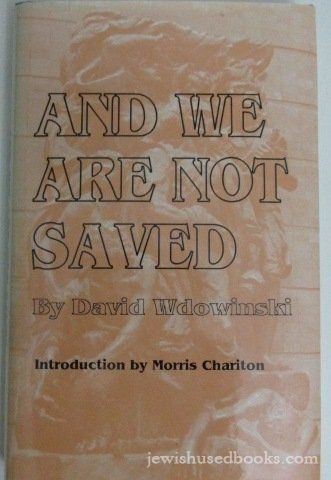 AND WE
ARE NOT
SAVED
By David Wdowinski
Introduction by Morris Chariton
jewishusedbooks.com